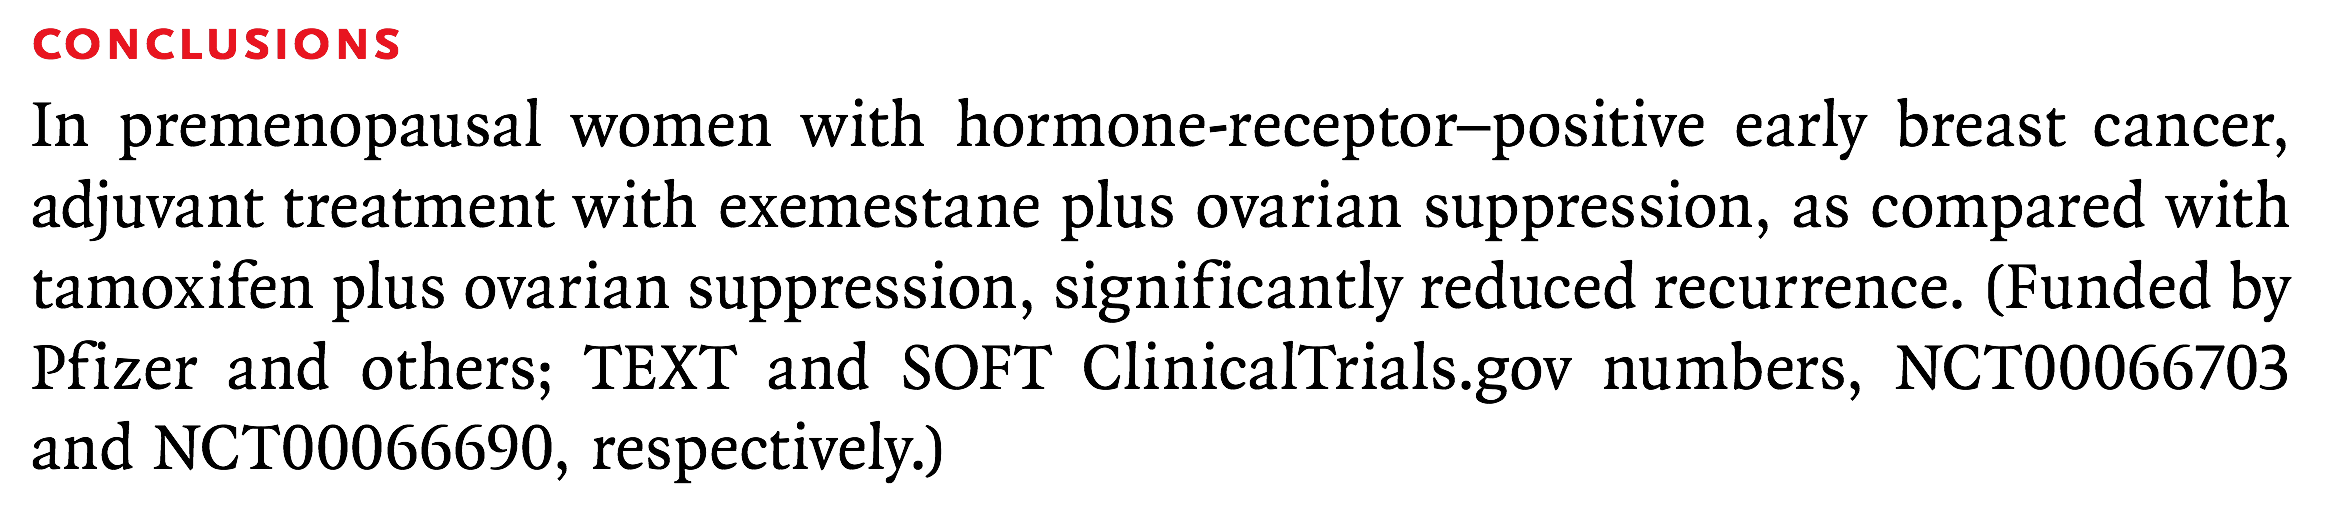 CONCLUSIONS
In premenopausal women with hormone-receptor–positive early breast cancer,
adjuvant treatment with exemestane plus ovarian suppression, as compared with
tamoxifen plus ovarian suppression, significantly reduced recurrence. (Funded by
Pfizer and others; TEXT and SOFT ClinicalTrials.gov numbers, NCT00066703
and NCT00066690, respectively.)